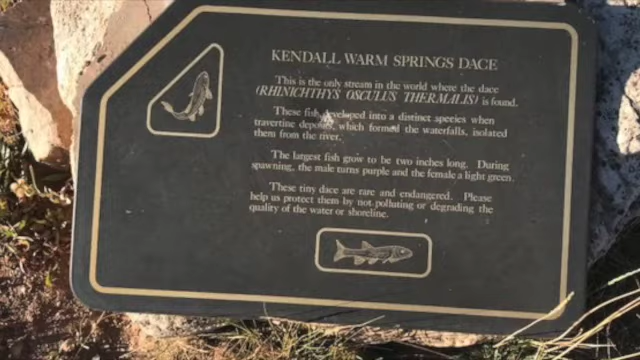 KENDALL WARM SPRINGS DACE
This is the only stream in the world where the dace
(RHINICHTHYS OSCULUS THERMALIS) is found.
These fish developed into a distinct species when
travertine deposits, which formed the waterfalls, isolated
them from the river.
The largest fish grow to be two inches long. During
spawning, the male turns purple and the female a light green.
These tiny dace are rare and endangered. Please
help us protect them by not polluting or degrading the
quality of the water or shoreline.